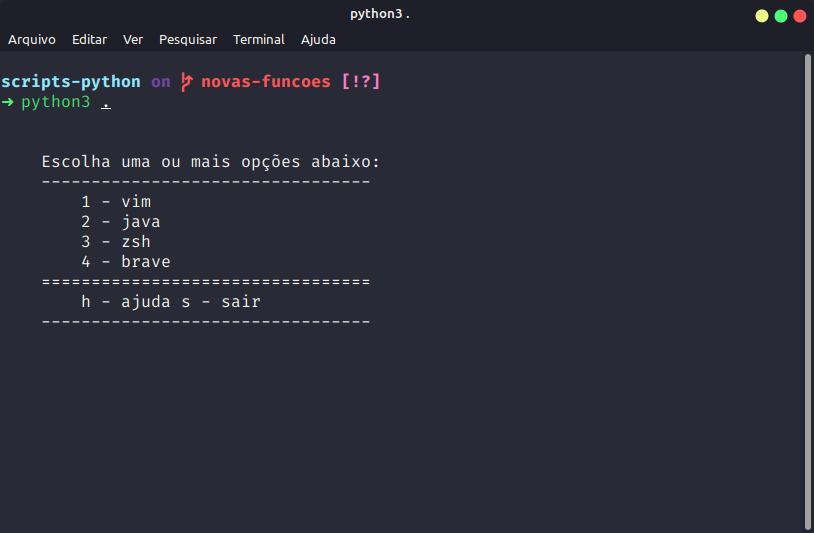 python3 .
Arquivo Editar Ver Pesquisar Terminal Ajuda
scripts-python on novas-funcoes [!?]
➜ python3 .
Escolha uma ou mais opções abaixo:
---------------------------------
1 - vim
2 - java
3 - zsh
4 - brave
=================================
h - ajuda s - sair
---------------------------------